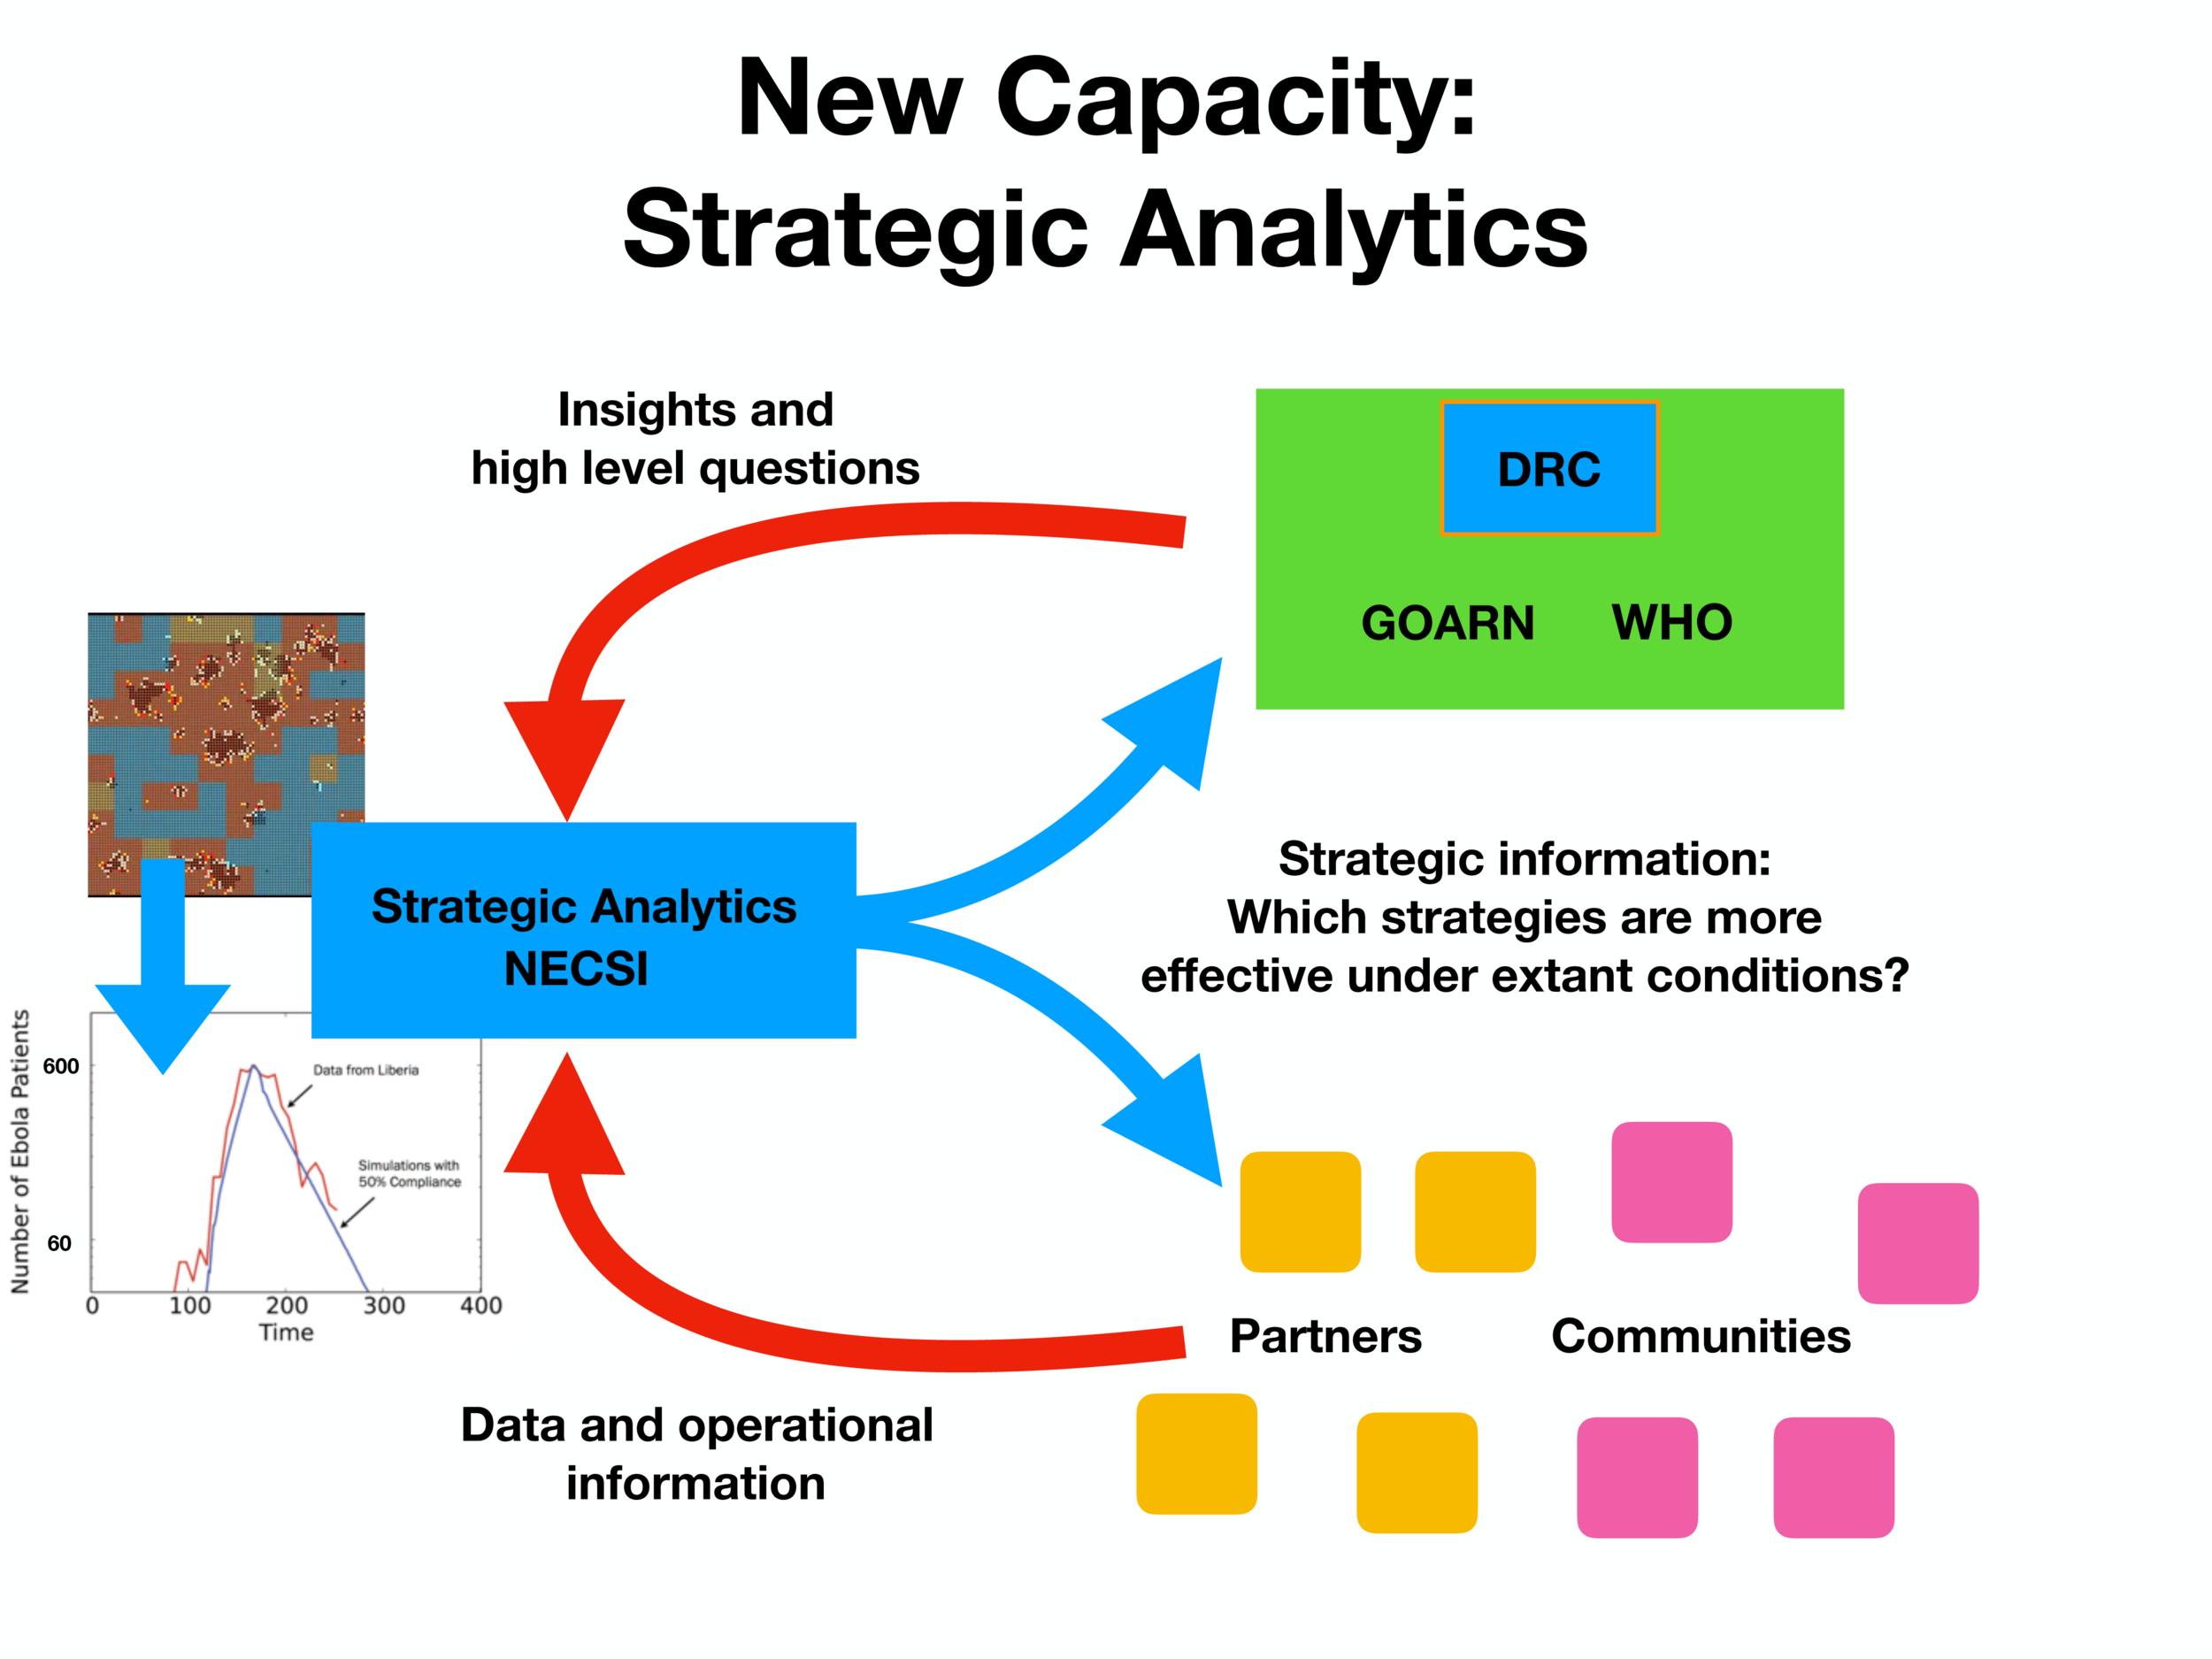 New Capacity:
Strategic Analytics
Insights and
high level questions
DRC
GOARN WHO
Strategic Analytics
NECSI
Strategic information:
Which strategies are more
effective under extant conditions?
Number of Ebola Patients
600
60
Data from Liberia
Simulations with
50% Compliance
0 100 200 300 400
Time
Partners Communities
Data and operational
information